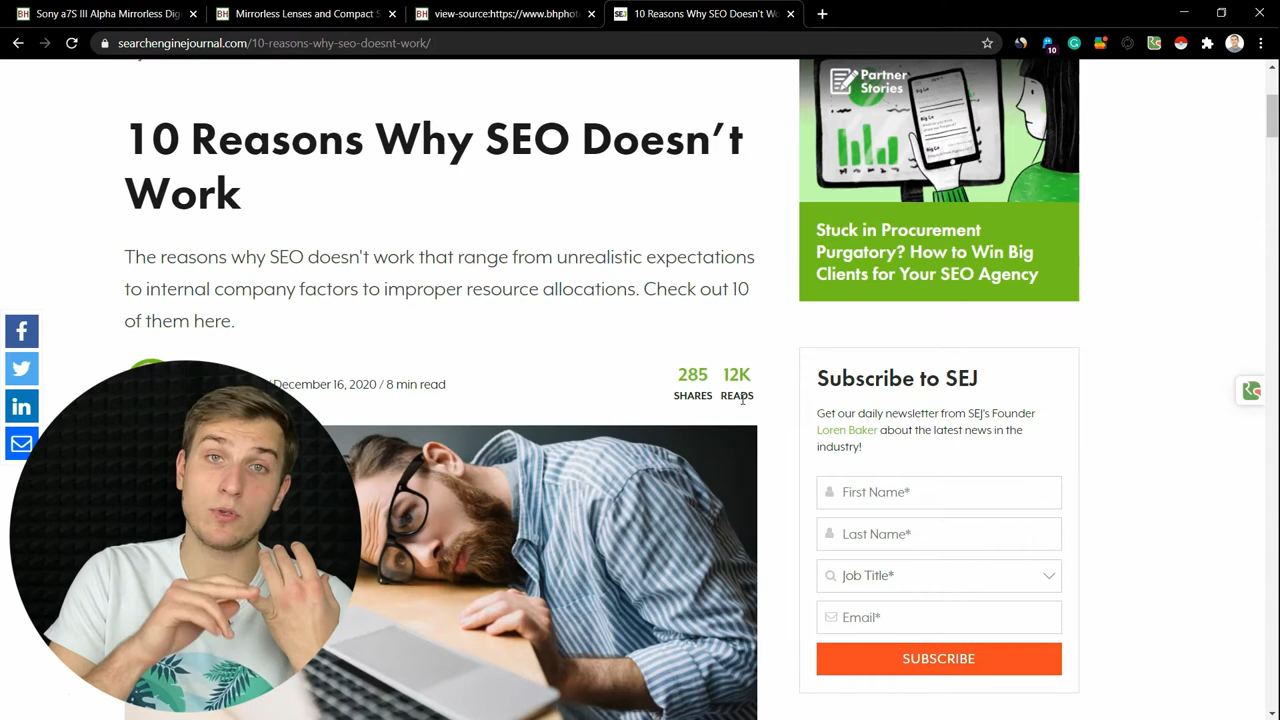 Sony a7S III Alpha Mirrorless Dig
Mirrorless Lenses and Compact S
view-source:https://www.bhphot
10 Reasons Why SEO Doesn't Wo
searchenginejournal.com/10-reasons-why-seo-doesnt-work/
10
10 Reasons Why SEO Doesn't
Work
The reasons why SEO doesn't work that range from unrealistic expectations
to internal company factors to improper resource allocations. Check out 10
of them here.
December 16, 2020 / 8 min read
285
SHARES
12K
READS
Partner
Stories
Stuck in Procurement
Purgatory? How to Win Big
Clients for Your SEO Agency
Subscribe to SEJ
Get our daily newsletter from SEJ's Founder
Loren Baker about the latest news in the
industry!
First Name*
Last Name*
Job Title*
Email*
SUBSCRIBE